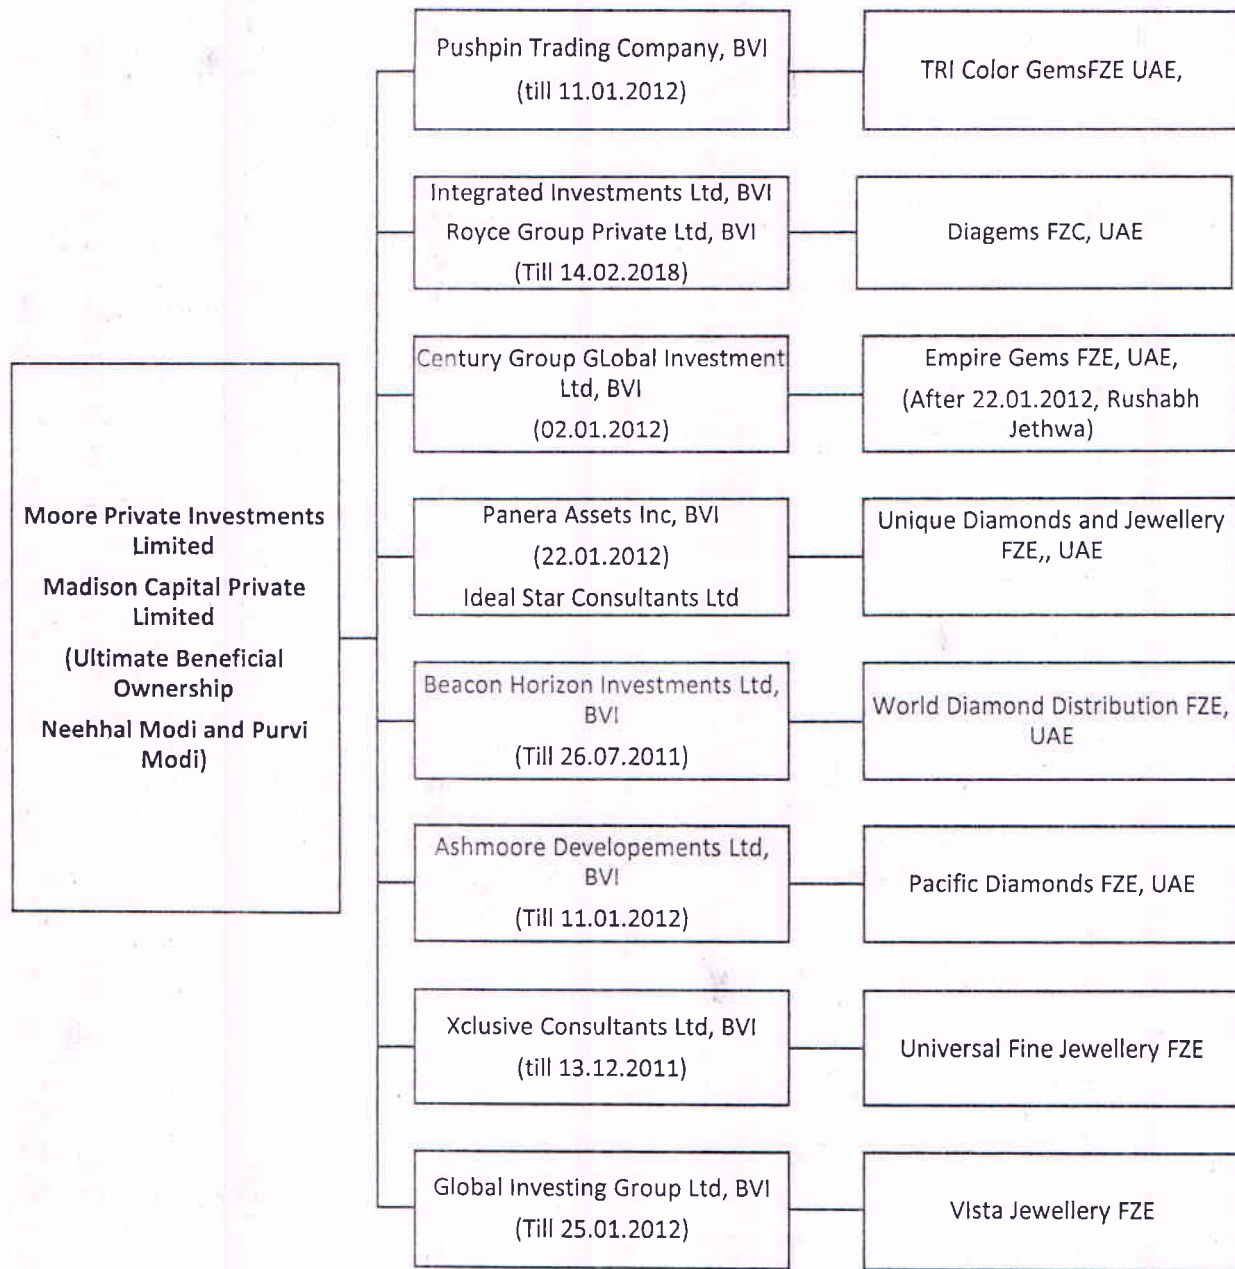 Pushpin Trading Company, BVI
(till 11.01.2012)
TRI Color GemsFZE UAE,
Integrated Investments Ltd, BVI
Royce Group Private Ltd, BVI
(Till 14.02.2018)
Diagems FZC, UAE
Century Group GLobal Investment
Ltd, BVI
(02.01.2012)
Empire Gems FZE, UAE,
(After 22.01.2012, Rushabh
Jethwa)
Moore Private Investments
Limited
Madison Capital Private
Limited
(Ultimate Beneficial
Ownership
Neehhal Modi and Purvi
Modi)
Panera Assets Inc, BVI
(22.01.2012)
Ideal Star Consultants Ltd
Unique Diamonds and Jewellery
FZE,, UAE
Beacon Horizon Investments Ltd,
BVI
(Till 26.07.2011)
World Diamond Distribution FZE,
UAE
Ashmoore Developements Ltd,
BVI
(Till 11.01.2012)
Pacific Diamonds FZE, UAE
Xclusive Consultants Ltd, BVI
(till 13.12.2011)
Universal Fine Jewellery FZE
Global Investing Group Ltd, BVI
(Till 25.01.2012)
VIsta Jewellery FZE